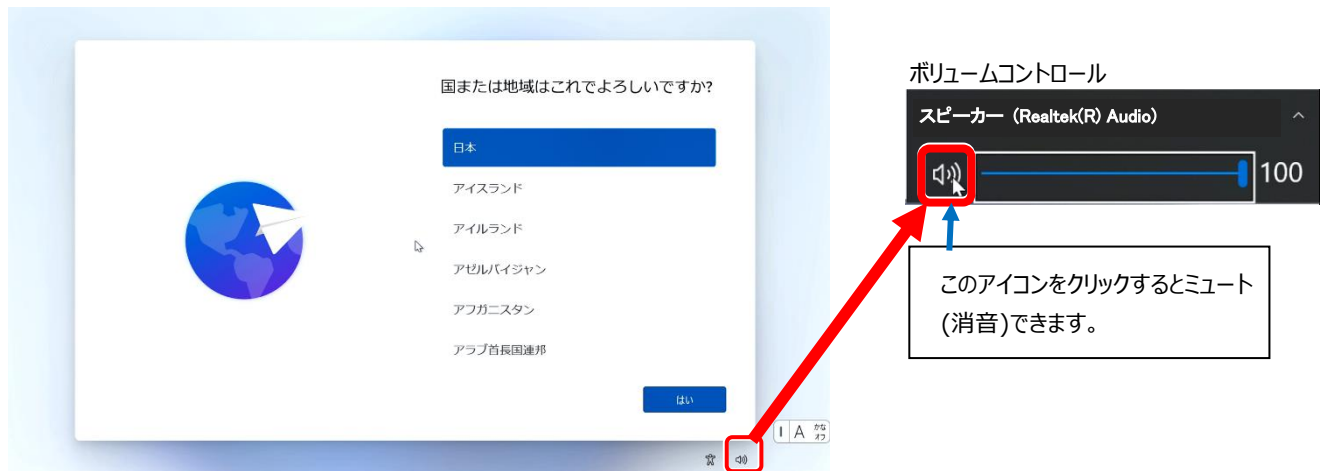 国または地域はこれでよろしいですか?
日本
アイスランド
アイルランド
アゼルバイジャン
アフガニスタン
アラブ首長国連邦
はい
A かな
オフ
ボリュームコントロール
スピーカー (Realtek(R) Audio)
100
このアイコンをクリックするとミュート
(消音)できます。